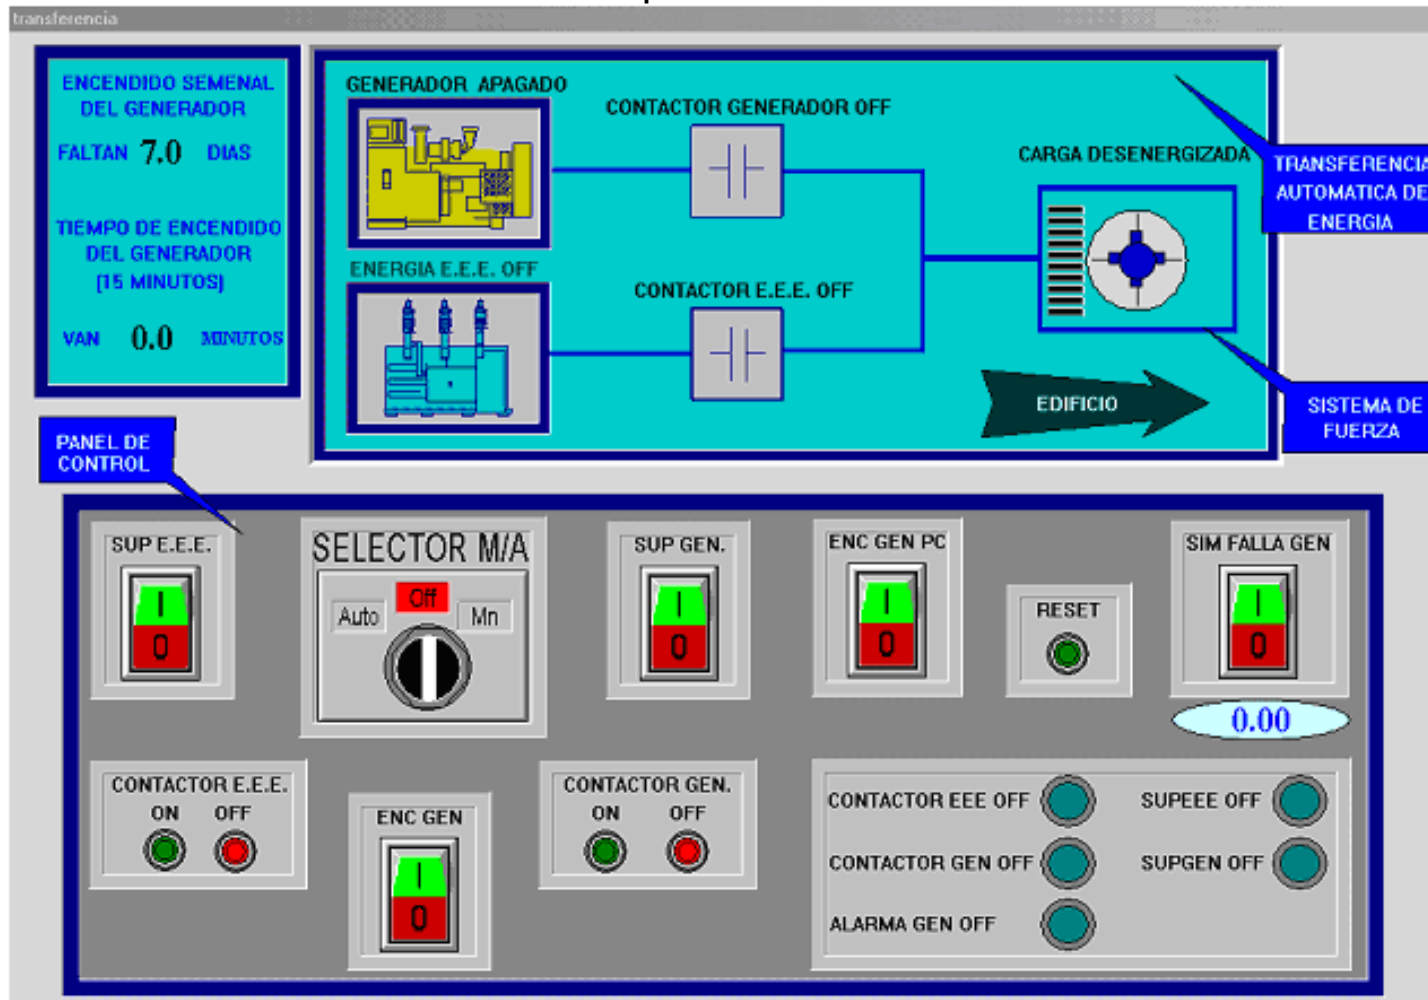 transferencia
ENCENDIDO SEMENAL
DEL GENERADOR
FALTAN 7.0 DIAS
TIEMPO DE ENCENDIDO
DEL GENERADOR
(15 MINUTOS)
VAN 0.0 MINUTOS
GENERADOR APAGADO
CONTACTOR GENERADOR OFF
CARGA DESENERGIZADA
TRANSFERENCIA
AUTOMATICA DE
ENERGIA
ENERGIA E.E.E. OFF
CONTACTOR E.E.E. OFF
EDIFICIO
SISTEMA DE
FUERZA
PANEL DE
CONTROL
SUP E.E.E.
I
0
SELECTOR M/A
Auto Off Mn
SUP GEN.
I
0
ENC GEN PC
I
0
RESET
SIM FALLA GEN
I
0
0.00
CONTACTOR E.E.E.
ON OFF
ENC GEN
I
0
CONTACTOR GEN.
ON OFF
CONTACTOR EEE OFF
SUPEEE OFF
CONTACTOR GEN OFF
SUPGEN OFF
ALARMA GEN OFF